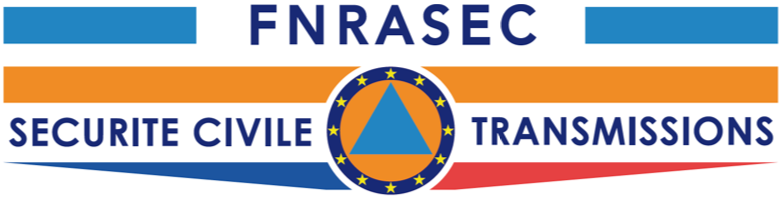 FNRASEC
SECURITE CIVILE TRANSMISSIONS